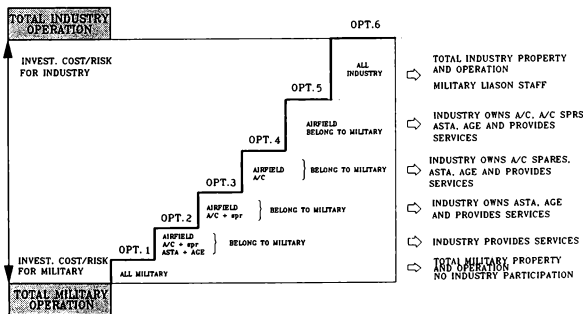 TOTAL INDUSTRY
OPERATION
INVEST. COST/RISK
FOR INDUSTRY
OPT.6
ALL
INDUSTRY
TOTAL INDUSTRY PROPERTY
AND OPERATION
MILITARY LIASON STAFF
OPT.5
AIRFIELD
BELONG TO MILITARY
INDUSTRY OWNS A/C, A/C SPRS
ASTA, AGE AND PROVIDES
SERVICES
OPT.4
AIRFIELD
A/C
BELONG TO MILITARY
INDUSTRY OWNS A/C SPARES,
ASTA, AGE AND PROVIDES
SERVICES
OPT.3
AIRFIELD
A/C + spr
BELONG TO MILITARY
INDUSTRY OWNS ASTA, AGE
AND PROVIDES SERVICES
OPT.2
AIRFIELD
A/C + spr
ASTA + AGE
BELONG TO MILITARY
INDUSTRY PROVIDES SERVICES
OPT.1
INVEST. COST/RISK
FOR MILITARY
ALL MILITARY
TOTAL MILITARY PROPERTY
AND OPERATION
NO INDUSTRY PARTICIPATION
TOTAL MILITARY
OPERATION